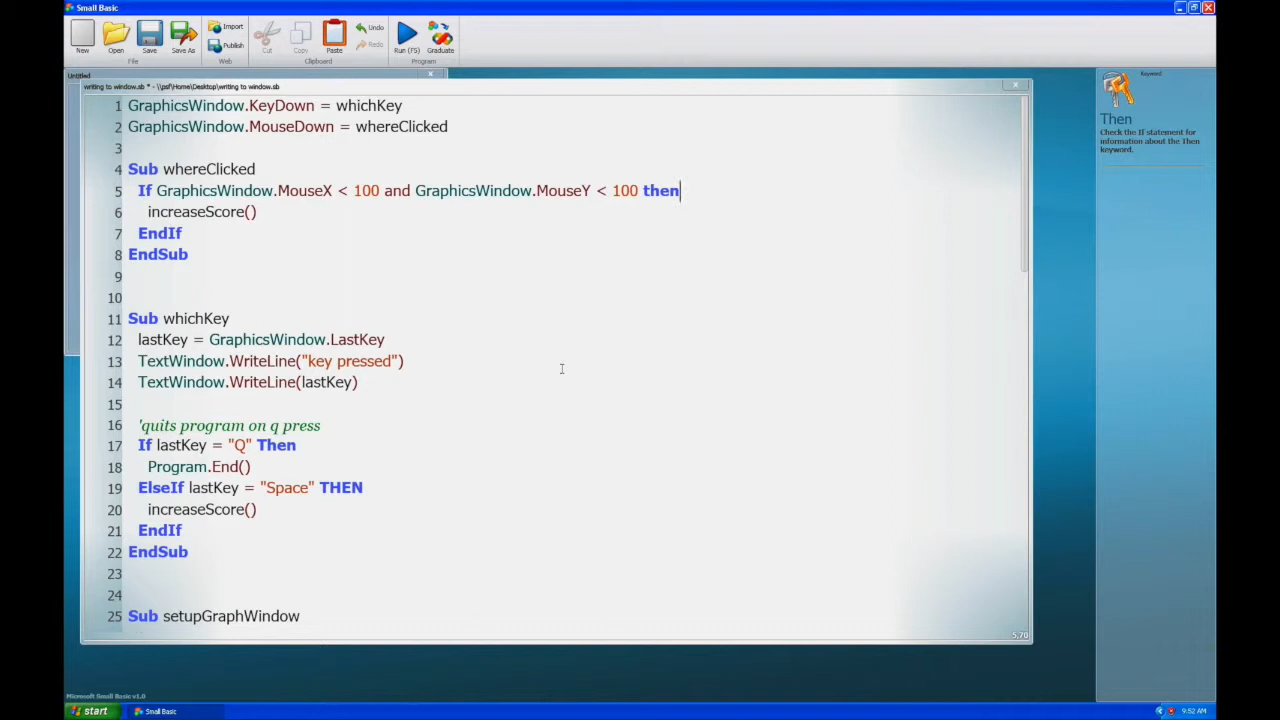 Small Basic
New
Open
Save
Save As
Import
Publish
Cut
Copy
Paste
Undo
Redo
Run (F5)
Graduate
File
Web
Clipboard
Program
Untitled
writing to window.sb * - \\psf\Home\Desktop\writing to window.sb
1 GraphicsWindow.KeyDown = whichKey
2 GraphicsWindow.MouseDown = whereClicked
3
4 Sub whereClicked
5 If GraphicsWindow.MouseX < 100 and GraphicsWindow.MouseY < 100 then
6 increaseScore()
7 EndIf
8 EndSub
9
10
11 Sub whichKey
12 lastKey = GraphicsWindow.LastKey
13 TextWindow.WriteLine("key pressed")
14 TextWindow.WriteLine(lastKey)
15
16 'quits program on q press
17 If lastKey = "Q" Then
18 Program.End()
19 ElseIf lastKey = "Space" THEN
20 increaseScore()
21 EndIf
22 EndSub
23
24
25 Sub setupGraphWindow
5,70
Keyword
Then
Check the If statement for
information about the Then
keyword.
Microsoft Small Basic v1.0
start
Small Basic
9:52 AM